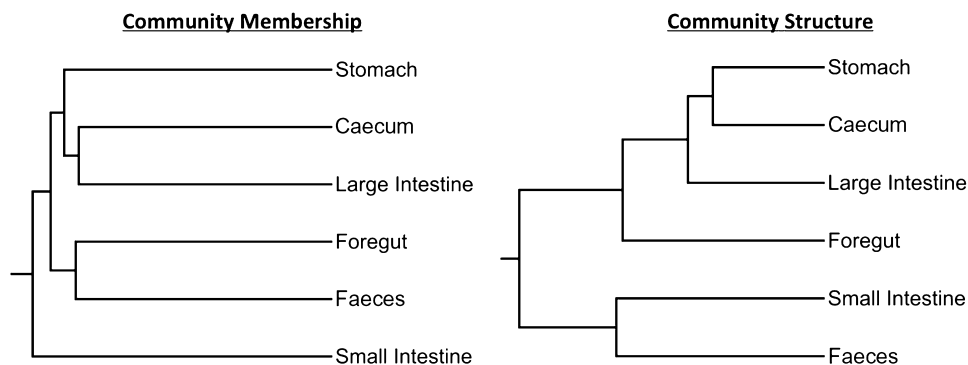 Community Membership
Stomach
Caecum
Large Intestine
Foregut
Faeces
Small Intestine
Community Structure
Stomach
Caecum
Large Intestine
Foregut
Small Intestine
Faeces